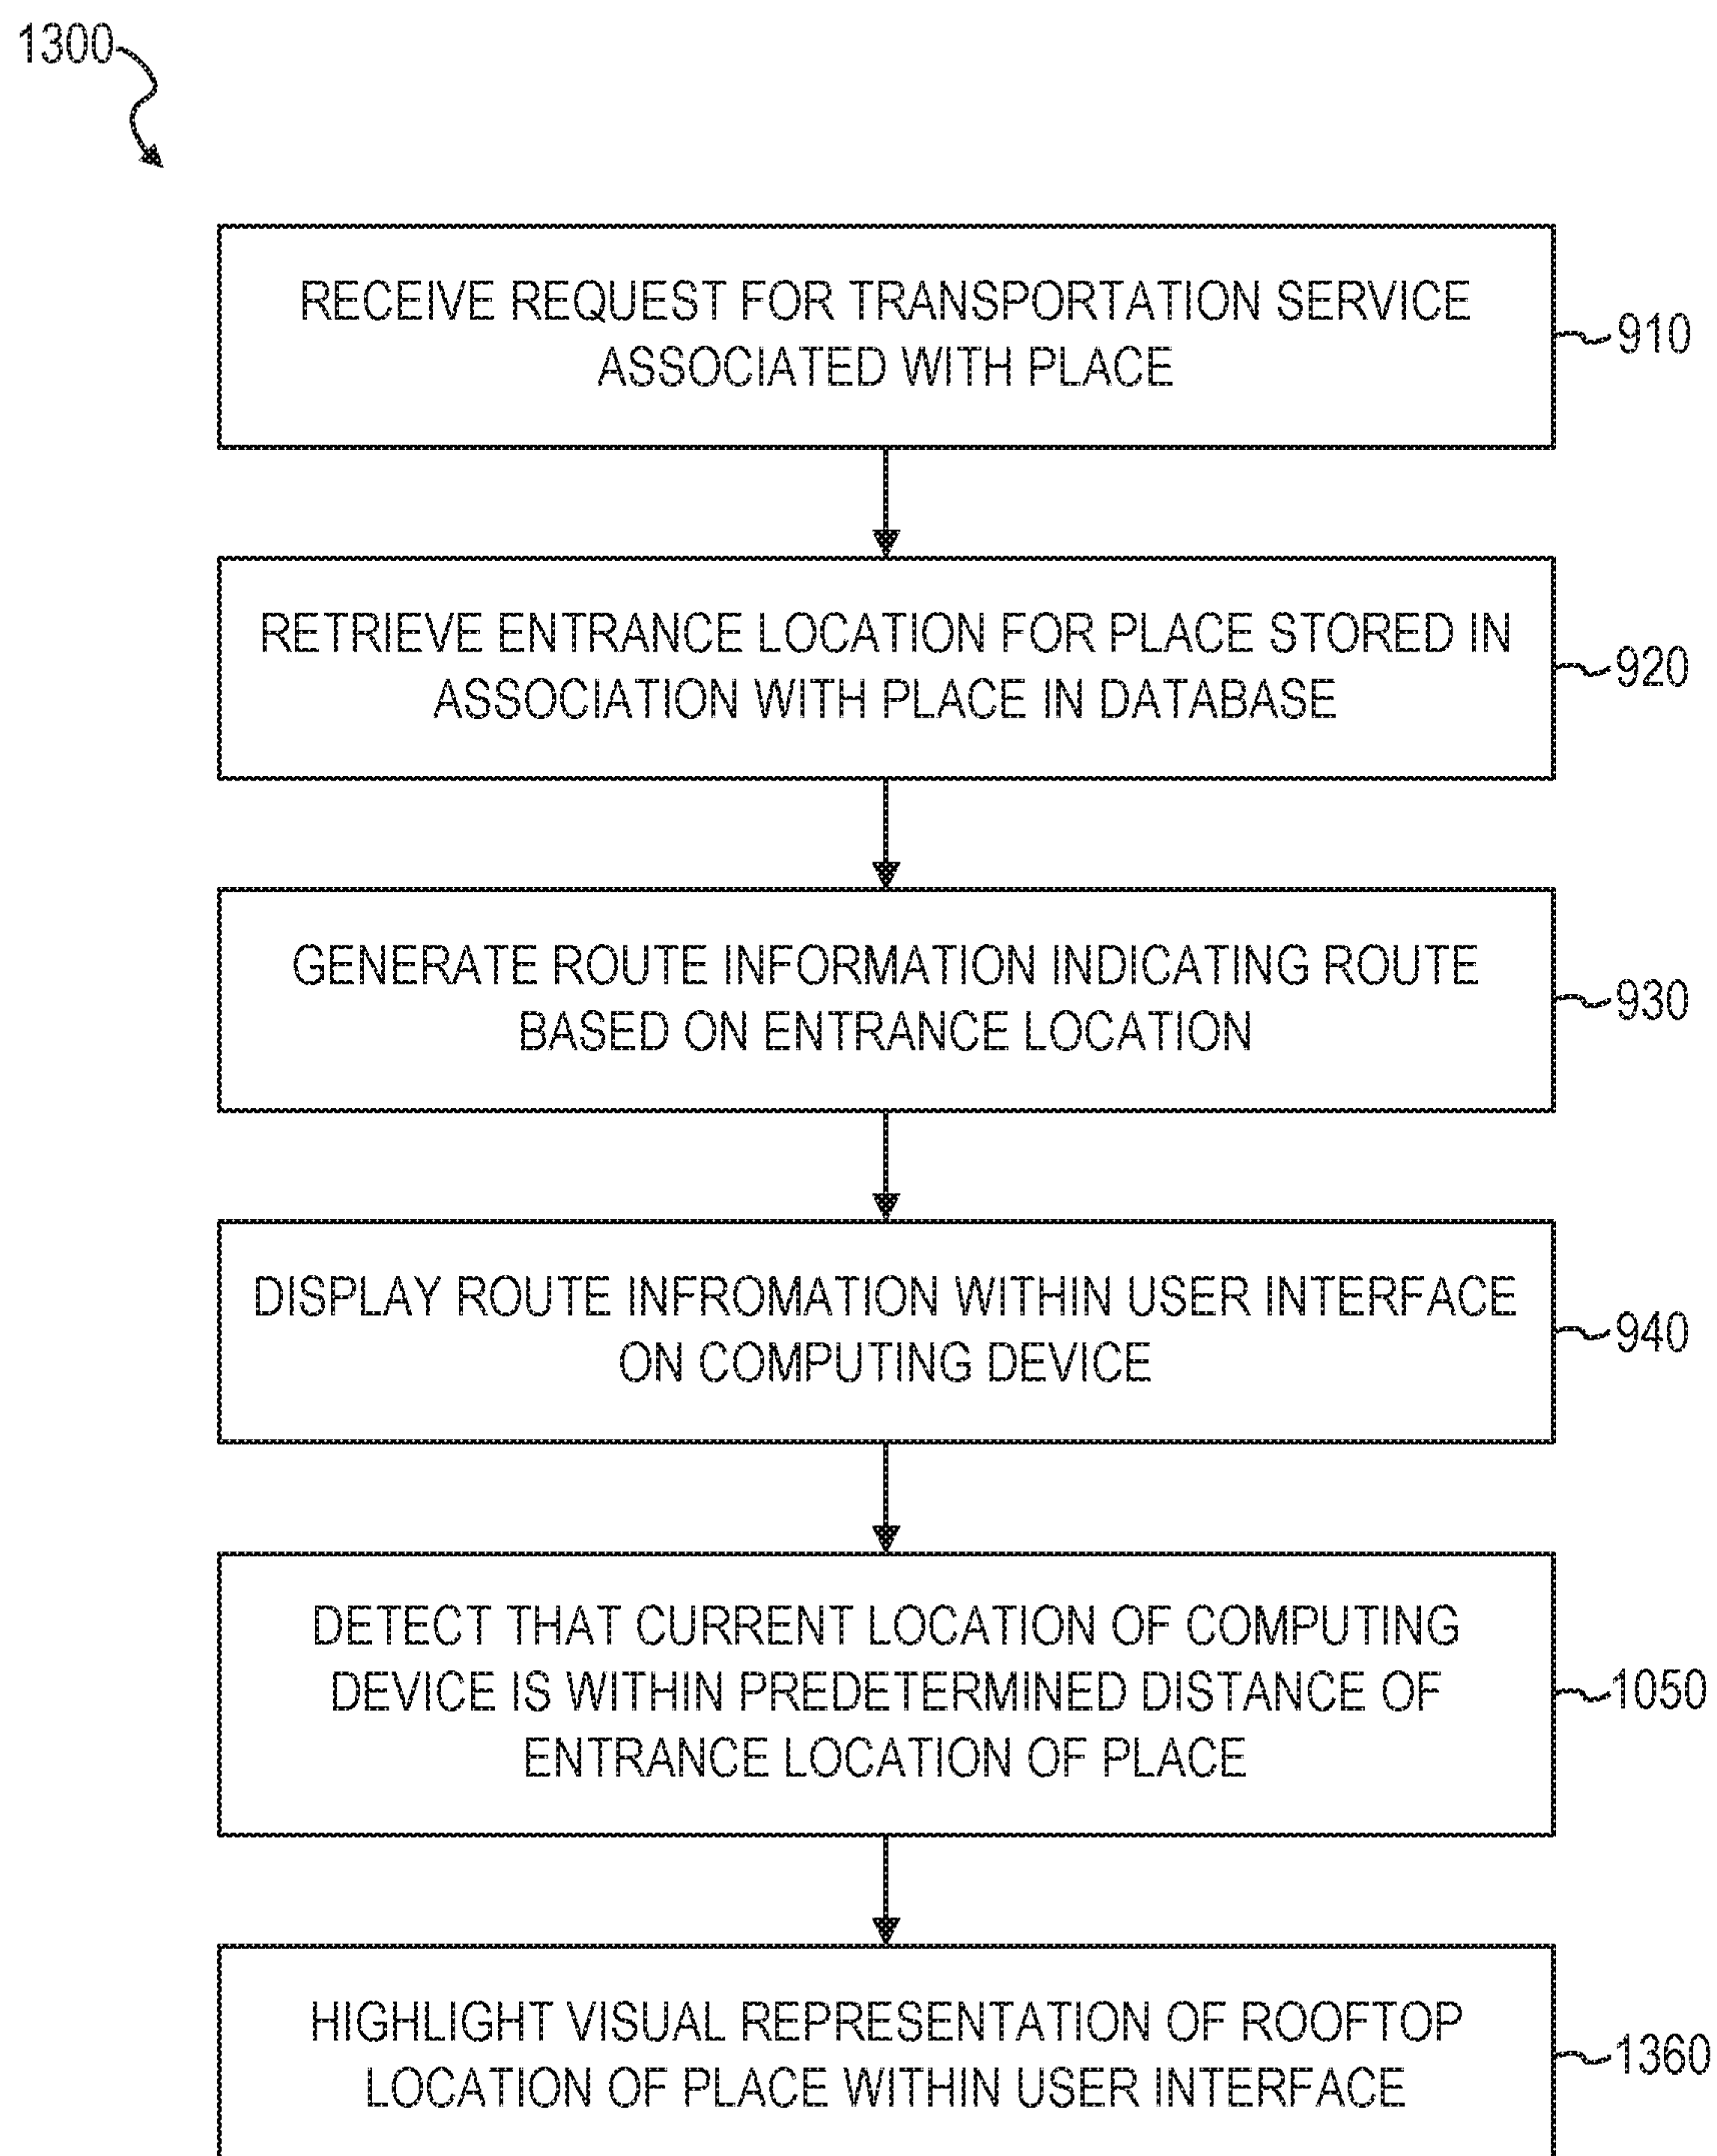 1300
RECEIVE REQUEST FOR TRANSPORTATION SERVICE
ASSOCIATED WITH PLACE
910
RETRIEVE ENTRANCE LOCATION FOR PLACE STORED IN
ASSOCIATION WITH PLACE IN DATABASE
920
GENERATE ROUTE INFORMATION INDICATING ROUTE
BASED ON ENTRANCE LOCATION
930
DISPLAY ROUTE INFROMATION WITHIN USER INTERFACE
ON COMPUTING DEVICE
940
DETECT THAT CURRENT LOCATION OF COMPUTING
DEVICE IS WITHIN PREDETERMINED DISTANCE OF
ENTRANCE LOCATION OF PLACE
1050
HIGHLIGHT VISUAL REPRESENTATION OF ROOFTOP
LOCATION OF PLACE WITHIN USER INTERFACE
1360